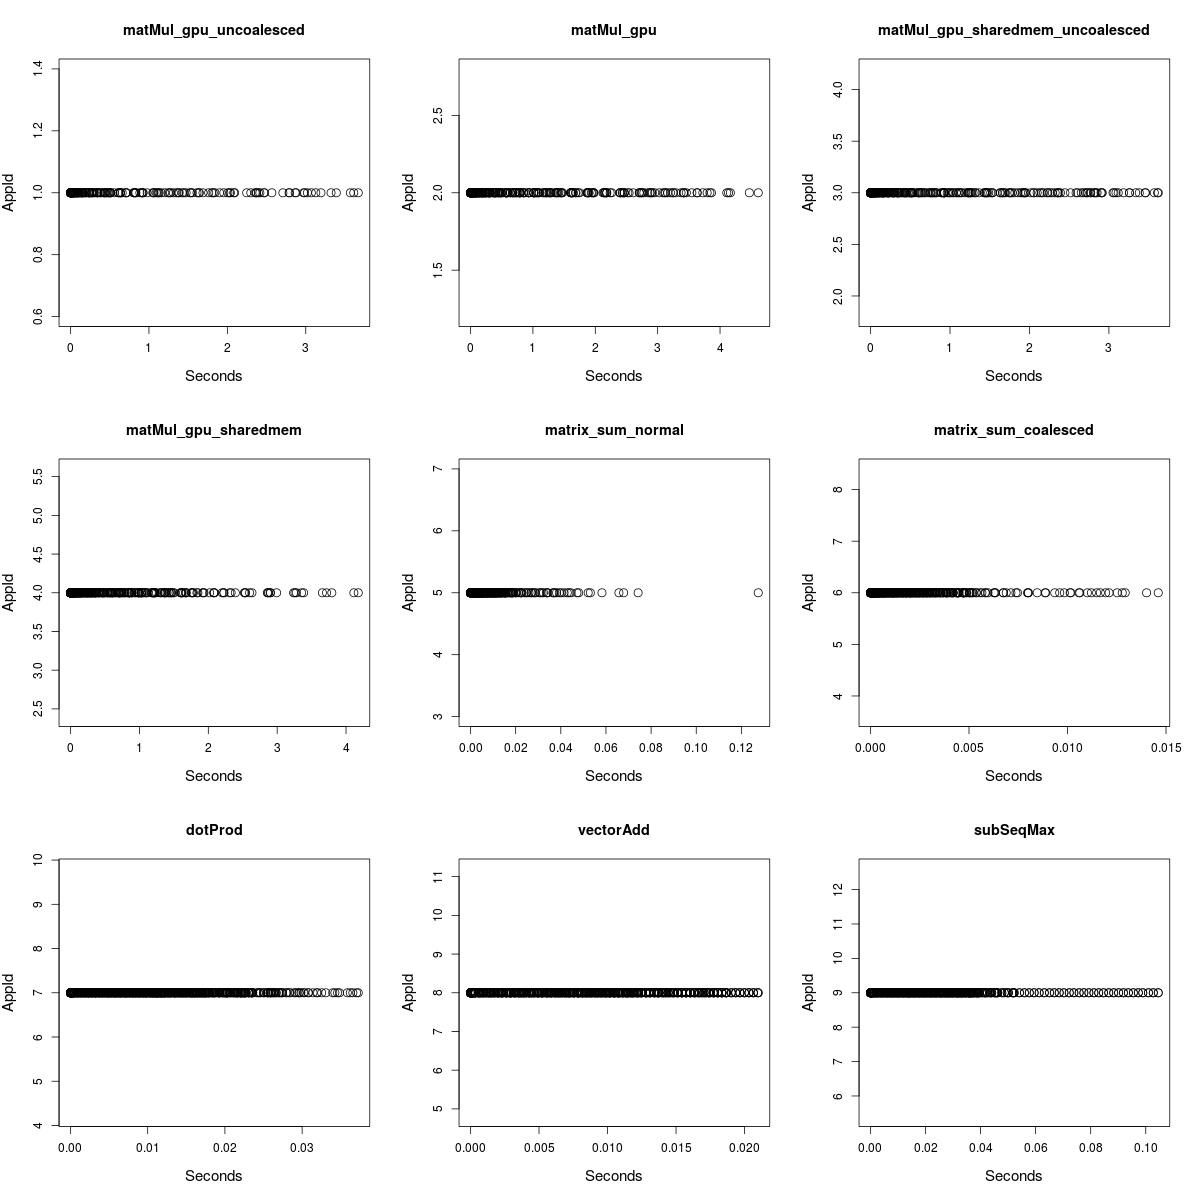 matMul_gpu_uncoalesced
AppId
1.4
1.2
1.0
0.8
0.6
0 1 2 3
Seconds
matMul_gpu
AppId
2.5
2.0
1.5
0 1 2 3 4
Seconds
matMul_gpu_sharedmem_uncoalesced
AppId
4.0
3.5
3.0
2.5
2.0
0 1 2 3
Seconds
matMul_gpu_sharedmem
AppId
5.5
5.0
4.5
4.0
3.5
3.0
2.5
0 1 2 3 4
Seconds
matrix_sum_normal
AppId
7
6
5
4
3
0.00 0.02 0.04 0.06 0.08 0.10 0.12
Seconds
matrix_sum_coalesced
AppId
8
7
6
5
4
0.000 0.005 0.010 0.015
Seconds
dotProd
AppId
10
9
8
7
6
5
4
0.00 0.01 0.02 0.03
Seconds
vectorAdd
AppId
11
10
9
8
7
6
5
0.000 0.005 0.010 0.015 0.020
Seconds
subSeqMax
AppId
12
11
10
9
8
7
6
0.00 0.02 0.04 0.06 0.08 0.10
Seconds